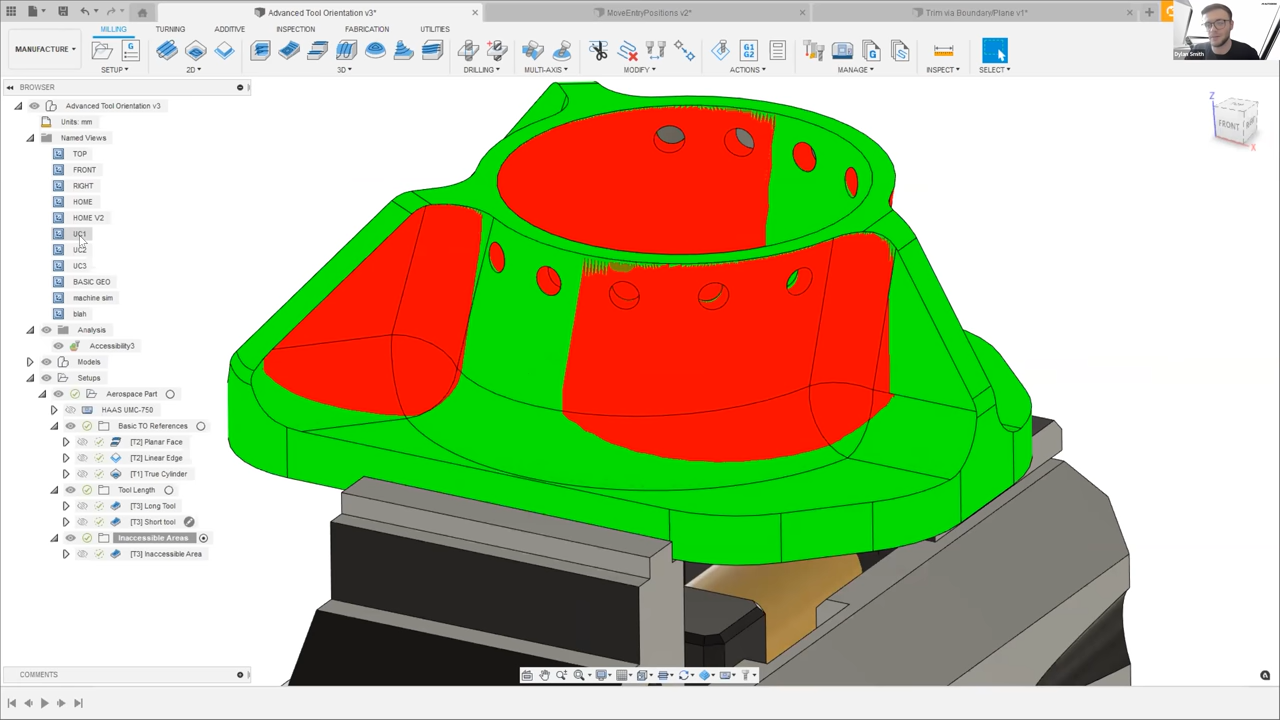 Advanced Tool Orientation v3*
MoveEntryPositions v2*
Trim via Boundary/Plane v1*
Dylan Smith
MILLING
TURNING
ADDITIVE
INSPECTION
FABRICATION
UTILITIES
MANUFACTURE
G1
G2
SETUP
2D
3D
DRILLING
MULTI-AXIS
MODIFY
ACTIONS
MANAGE
INSPECT
SELECT
BROWSER
Advanced Tool Orientation v3
Units: mm
Named Views
TOP
FRONT
RIGHT
HOME
HOME V2
UC1
UC2
UC3
BASIC GEO
machine sim
blah
Analysis
Accessibility3
Models
Setups
Aerospace Part
HAAS UMC-750
Basic TO References
[T2] Planar Face
[T2] Linear Edge
[T1] True Cylinder
Tool Length
[T3] Long Tool
[T3] Short tool
Inaccessible Areas
[T3] Inaccessible Area
Z
FRONT
X
COMMENTS